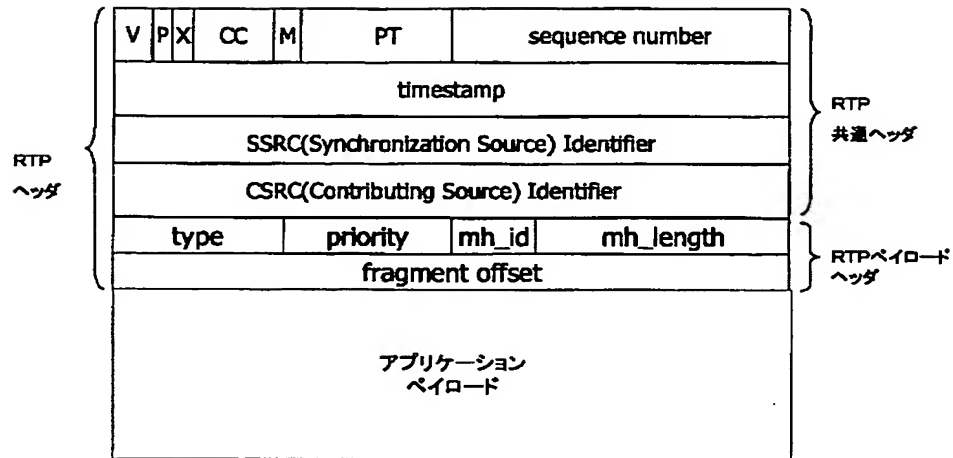 V P X CC M PT sequence number
timestamp
SSRC(Synchronization Source) Identifier
CSRC(Contributing Source) Identifier
type priority mh_id mh_length
fragment offset
アプリケーション
ペイロード
RTP
ヘッダ
RTP
共通ヘッダ
RTPペイロード
ヘッダ